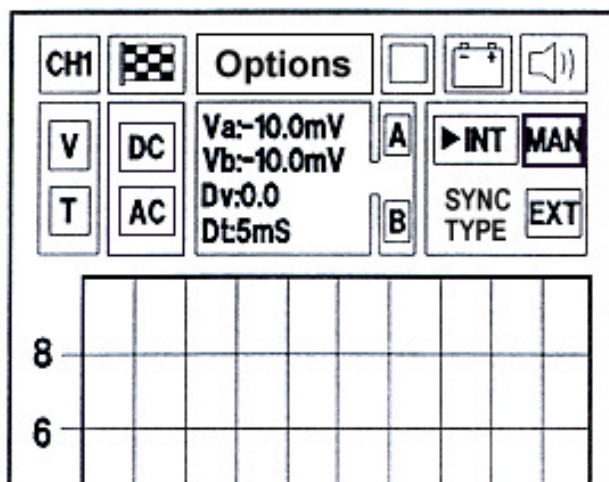 CH1
Options
V
T
DC
AC
Va:-10.0mV
Vb:-10.0mV
Dv:0.0
Dt:5mS
A
B
▶INT
MAN
SYNC
TYPE
EXT
8
6